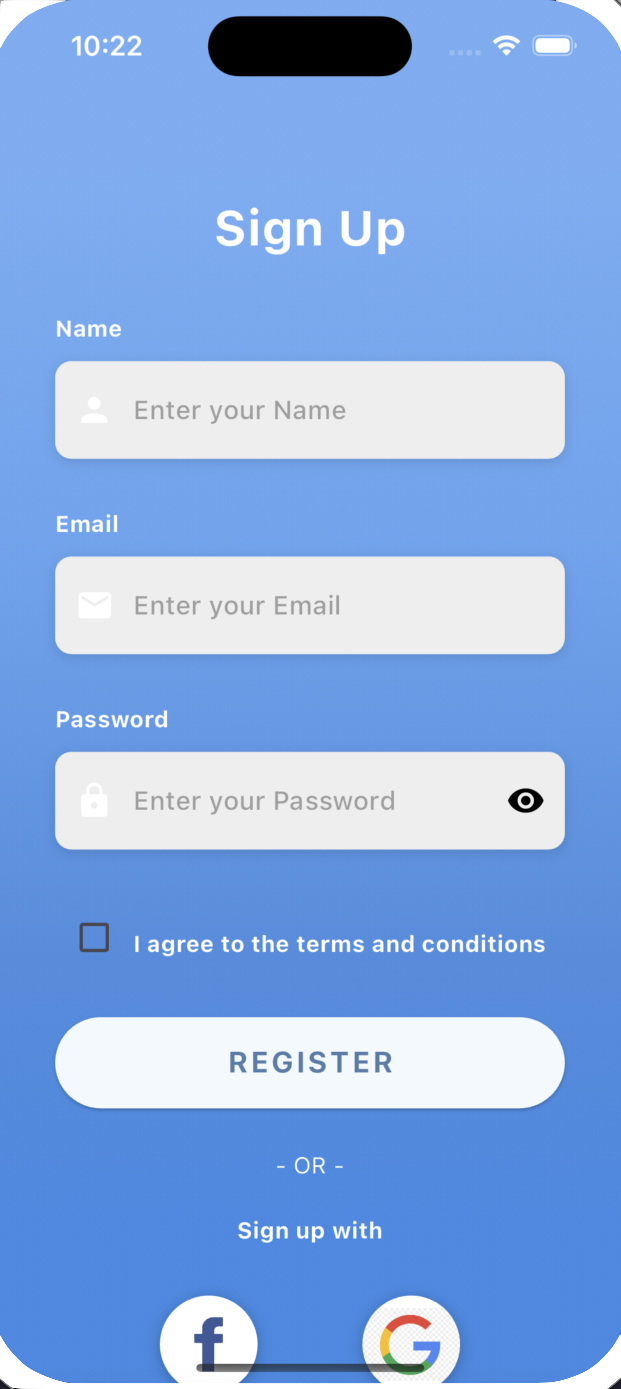 10:22
Sign Up
Name
Enter your Name
Email
Enter your Email
Password
Enter your Password
I agree to the terms and conditions
REGISTER
- OR -
Sign up with